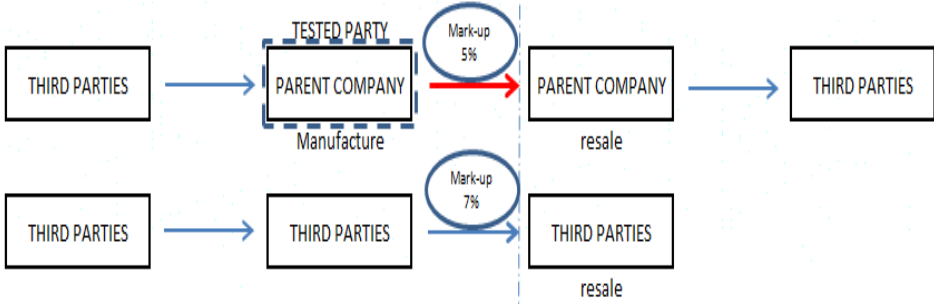 TESTED PARTY
Mark-up
5%
THIRD PARTIES
PARENT COMPANY
PARENT COMPANY
THIRD PARTIES
Manufacture
resale
Mark-up
7%
THIRD PARTIES
THIRD PARTIES
THIRD PARTIES
resale